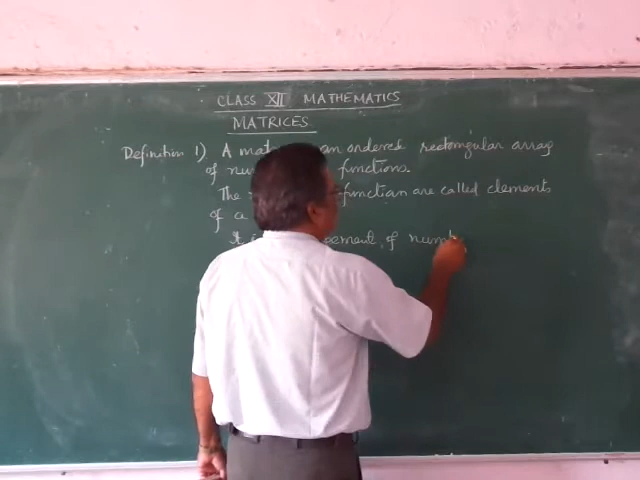 CLASS XII MATHEMATICS
MATRICES
Definition 1) A mat an ordered rectangular array
of num functions.
The function are called elements
of a
It ement of numb